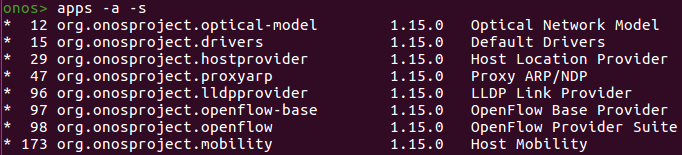 onos> apps -a -s
*  12 org.onosproject.optical-model        1.15.0   Optical Network Model
*  15 org.onosproject.drivers              1.15.0   Default Drivers
*  29 org.onosproject.hostprovider         1.15.0   Host Location Provider
*  47 org.onosproject.proxyarp             1.15.0   Proxy ARP/NDP
*  96 org.onosproject.lldpprovider         1.15.0   LLDP Link Provider
*  97 org.onosproject.openflow-base        1.15.0   OpenFlow Base Provider
*  98 org.onosproject.openflow             1.15.0   OpenFlow Provider Suite
* 173 org.onosproject.mobility             1.15.0   Host Mobility